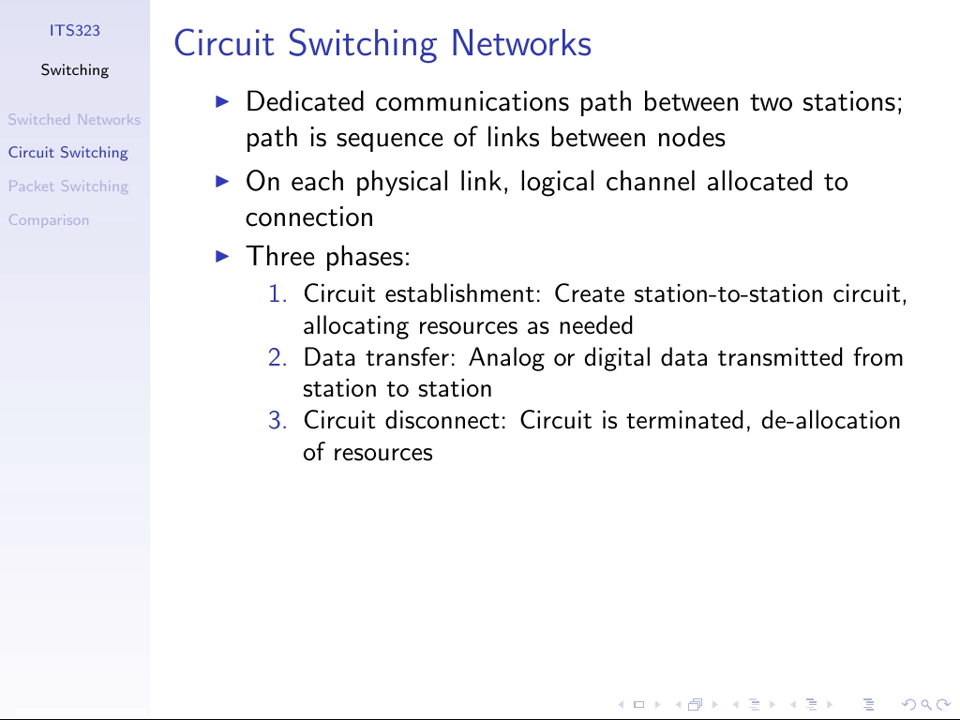 ITS323
Switching
Switched Networks
Circuit Switching
Packet Switching
Comparison
Circuit Switching Networks
Dedicated communications path between two stations;
path is sequence of links between nodes
On each physical link, logical channel allocated to
connection
Three phases:
1. Circuit establishment: Create station-to-station circuit,
allocating resources as needed
2. Data transfer: Analog or digital data transmitted from
station to station
3. Circuit disconnect: Circuit is terminated, de-allocation
of resources